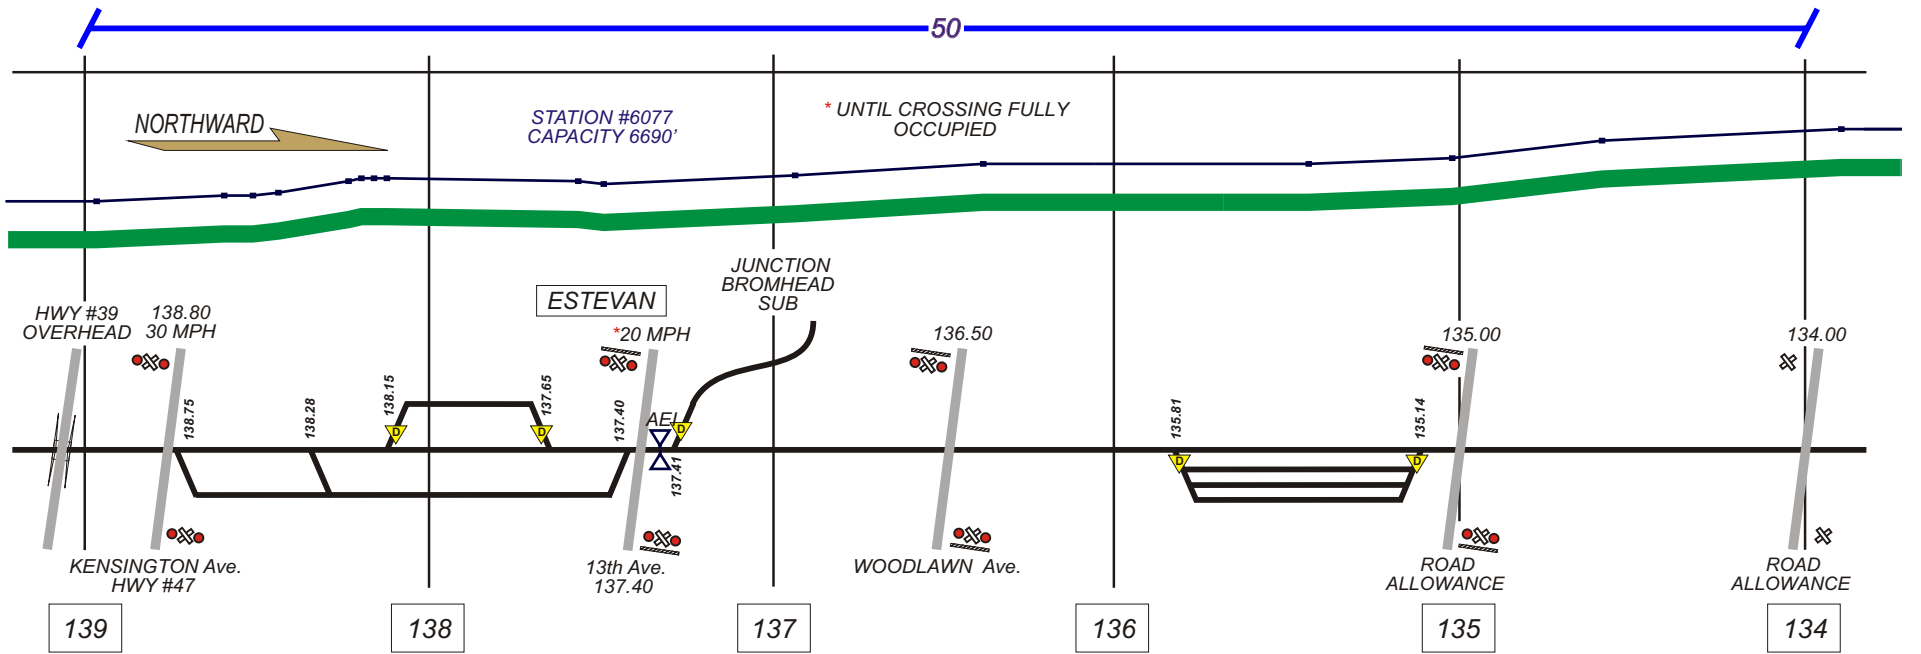 50
NORTHWARD
STATION #6077
CAPACITY 6690’
* UNTIL CROSSING FULLY
OCCUPIED
HWY #39
OVERHEAD
138.80
30 MPH
ESTEVAN
*20 MPH
JUNCTION
BROMHEAD
SUB
136.50
135.00
134.00
138.75
138.28
138.15
D
137.65
D
137.40
AEI
D
137.41
135.81
D
135.14
D
KENSINGTON Ave.
HWY #47
13th Ave.
137.40
WOODLAWN Ave.
ROAD
ALLOWANCE
ROAD
ALLOWANCE
139
138
137
136
135
134